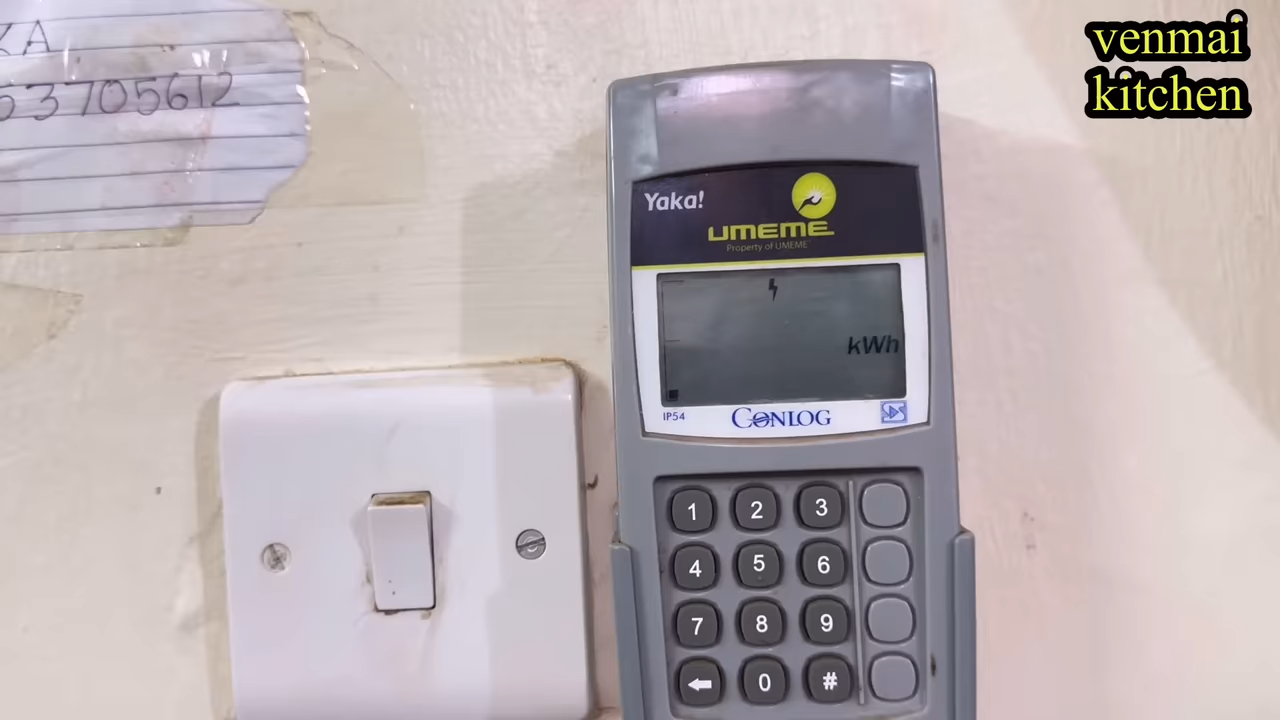 KA
53705612
venmai
kitchen
Yaka!
UMEME
Property of UMEME
kWh
IP54
CONLOG
1 2 3
4 5 6
7 8 9
0 #